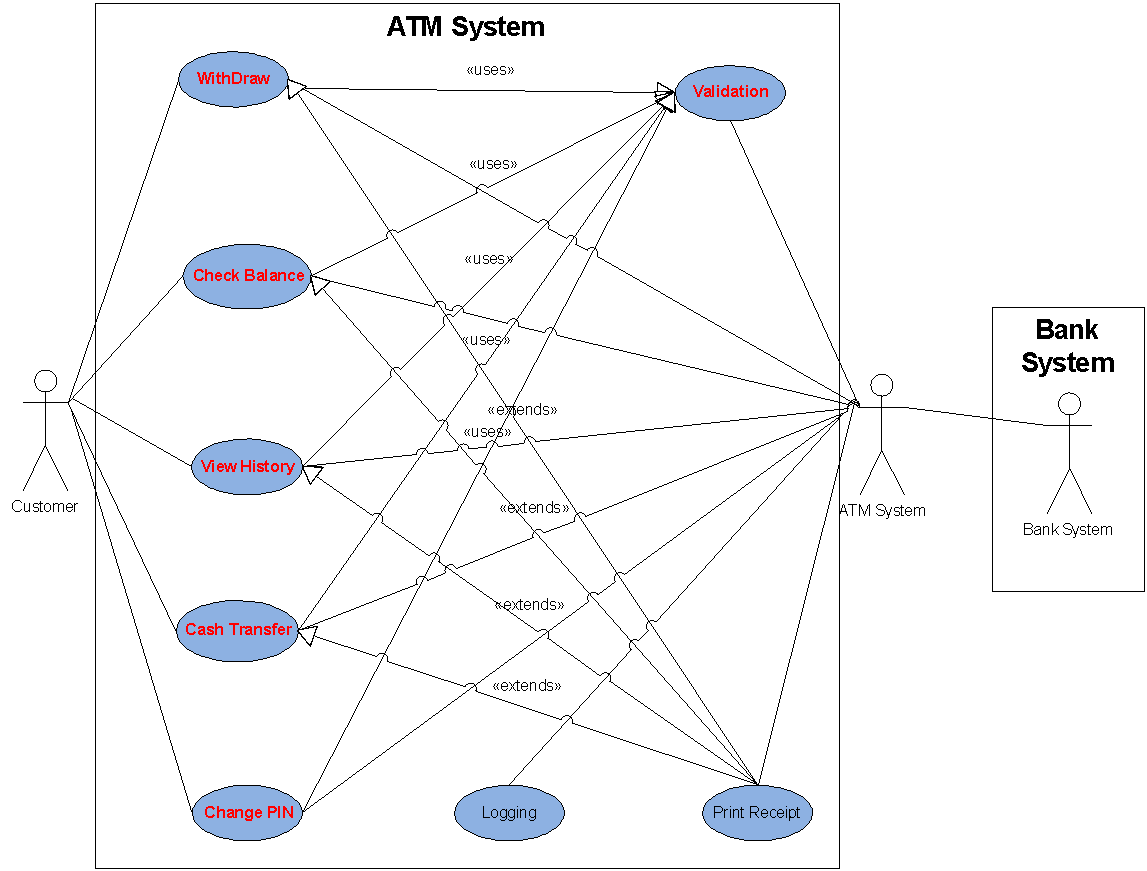 ATM System
WithDraw
«uses»
Validation
«uses»
Check Balance
«uses»
Bank
System
«uses»
«extends»
«uses»
View History
Customer
«extends»
ATM System
Bank System
«extends»
Cash Transfer
«extends»
Change PIN
Logging
Print Receipt